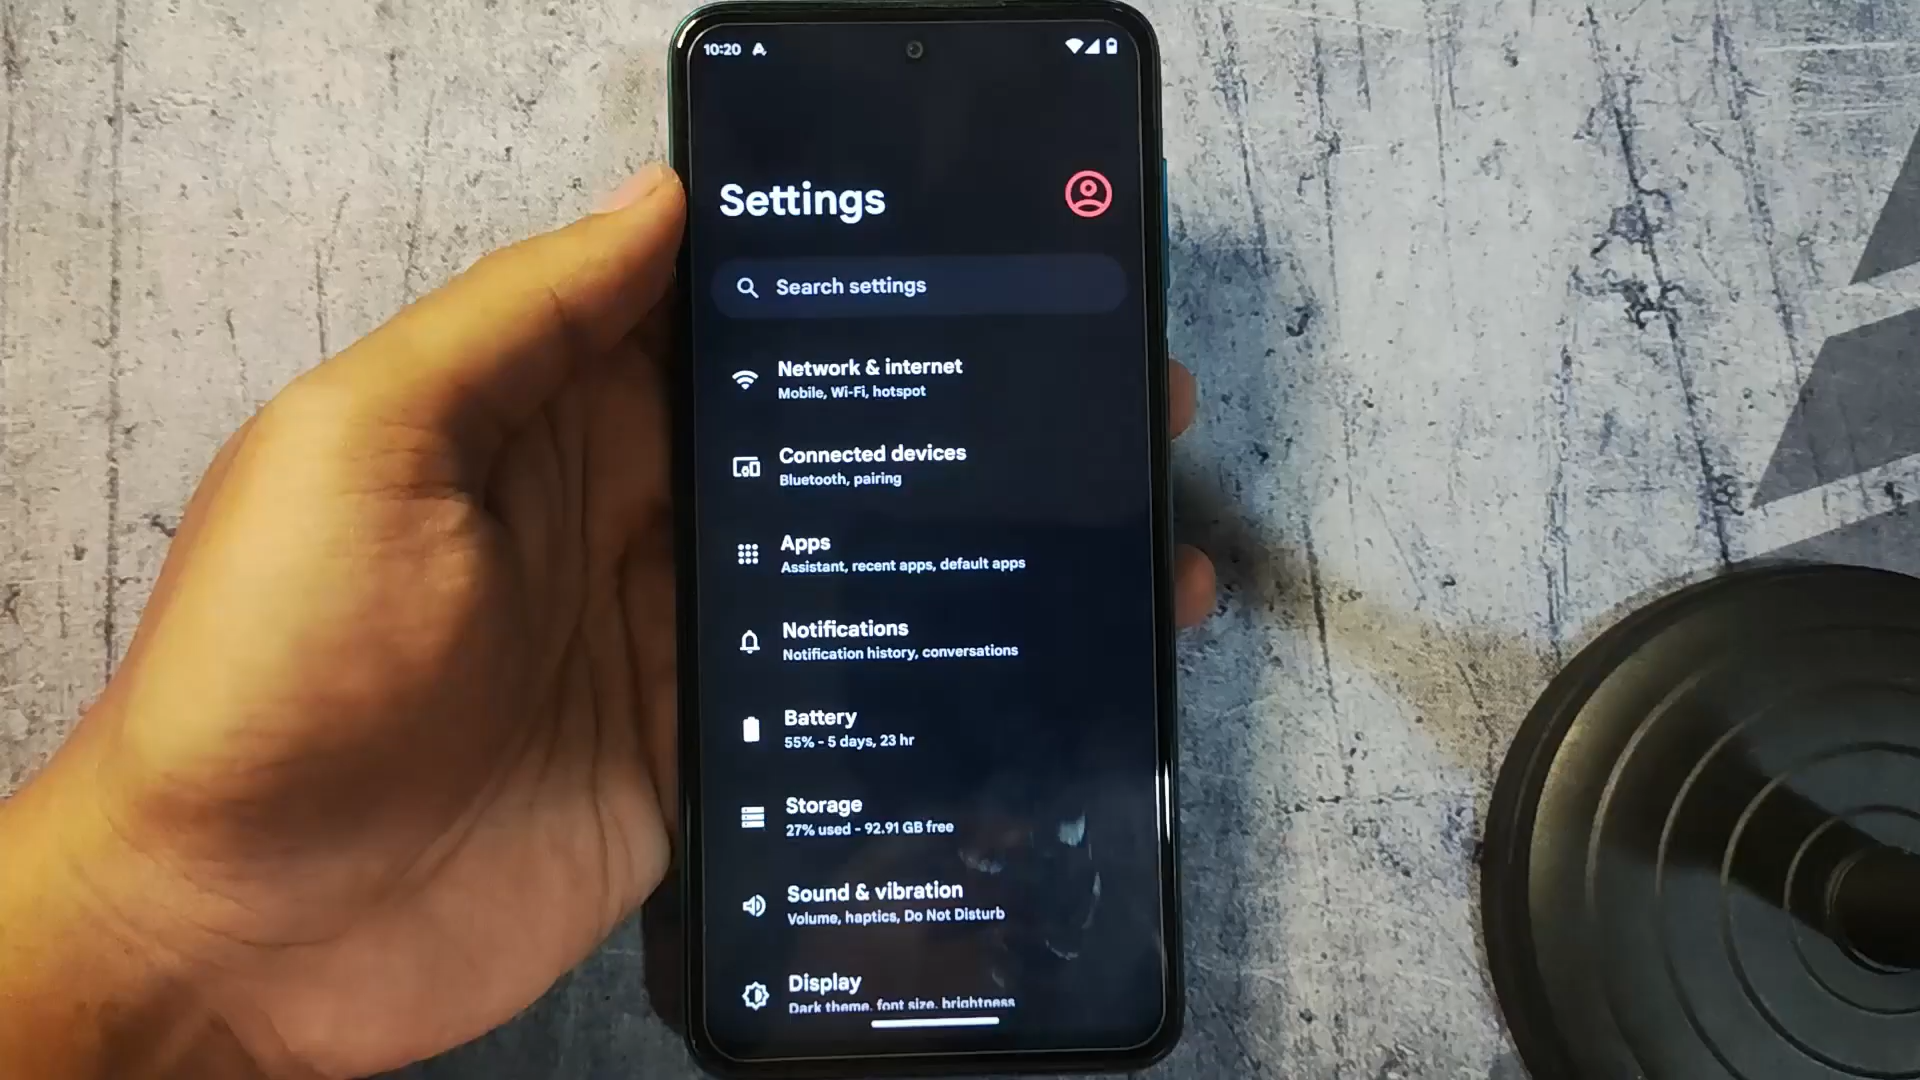 10:20
Settings
Search settings
Network & internet
Mobile, Wi-Fi, hotspot
Connected devices
Bluetooth, pairing
Apps
Assistant, recent apps, default apps
Notifications
Notification history, conversations
Battery
55% - 5 days, 23 hr
Storage
27% used - 92.91 GB free
Sound & vibration
Volume, haptics, Do Not Disturb
Display
Dark theme, font size, brightness